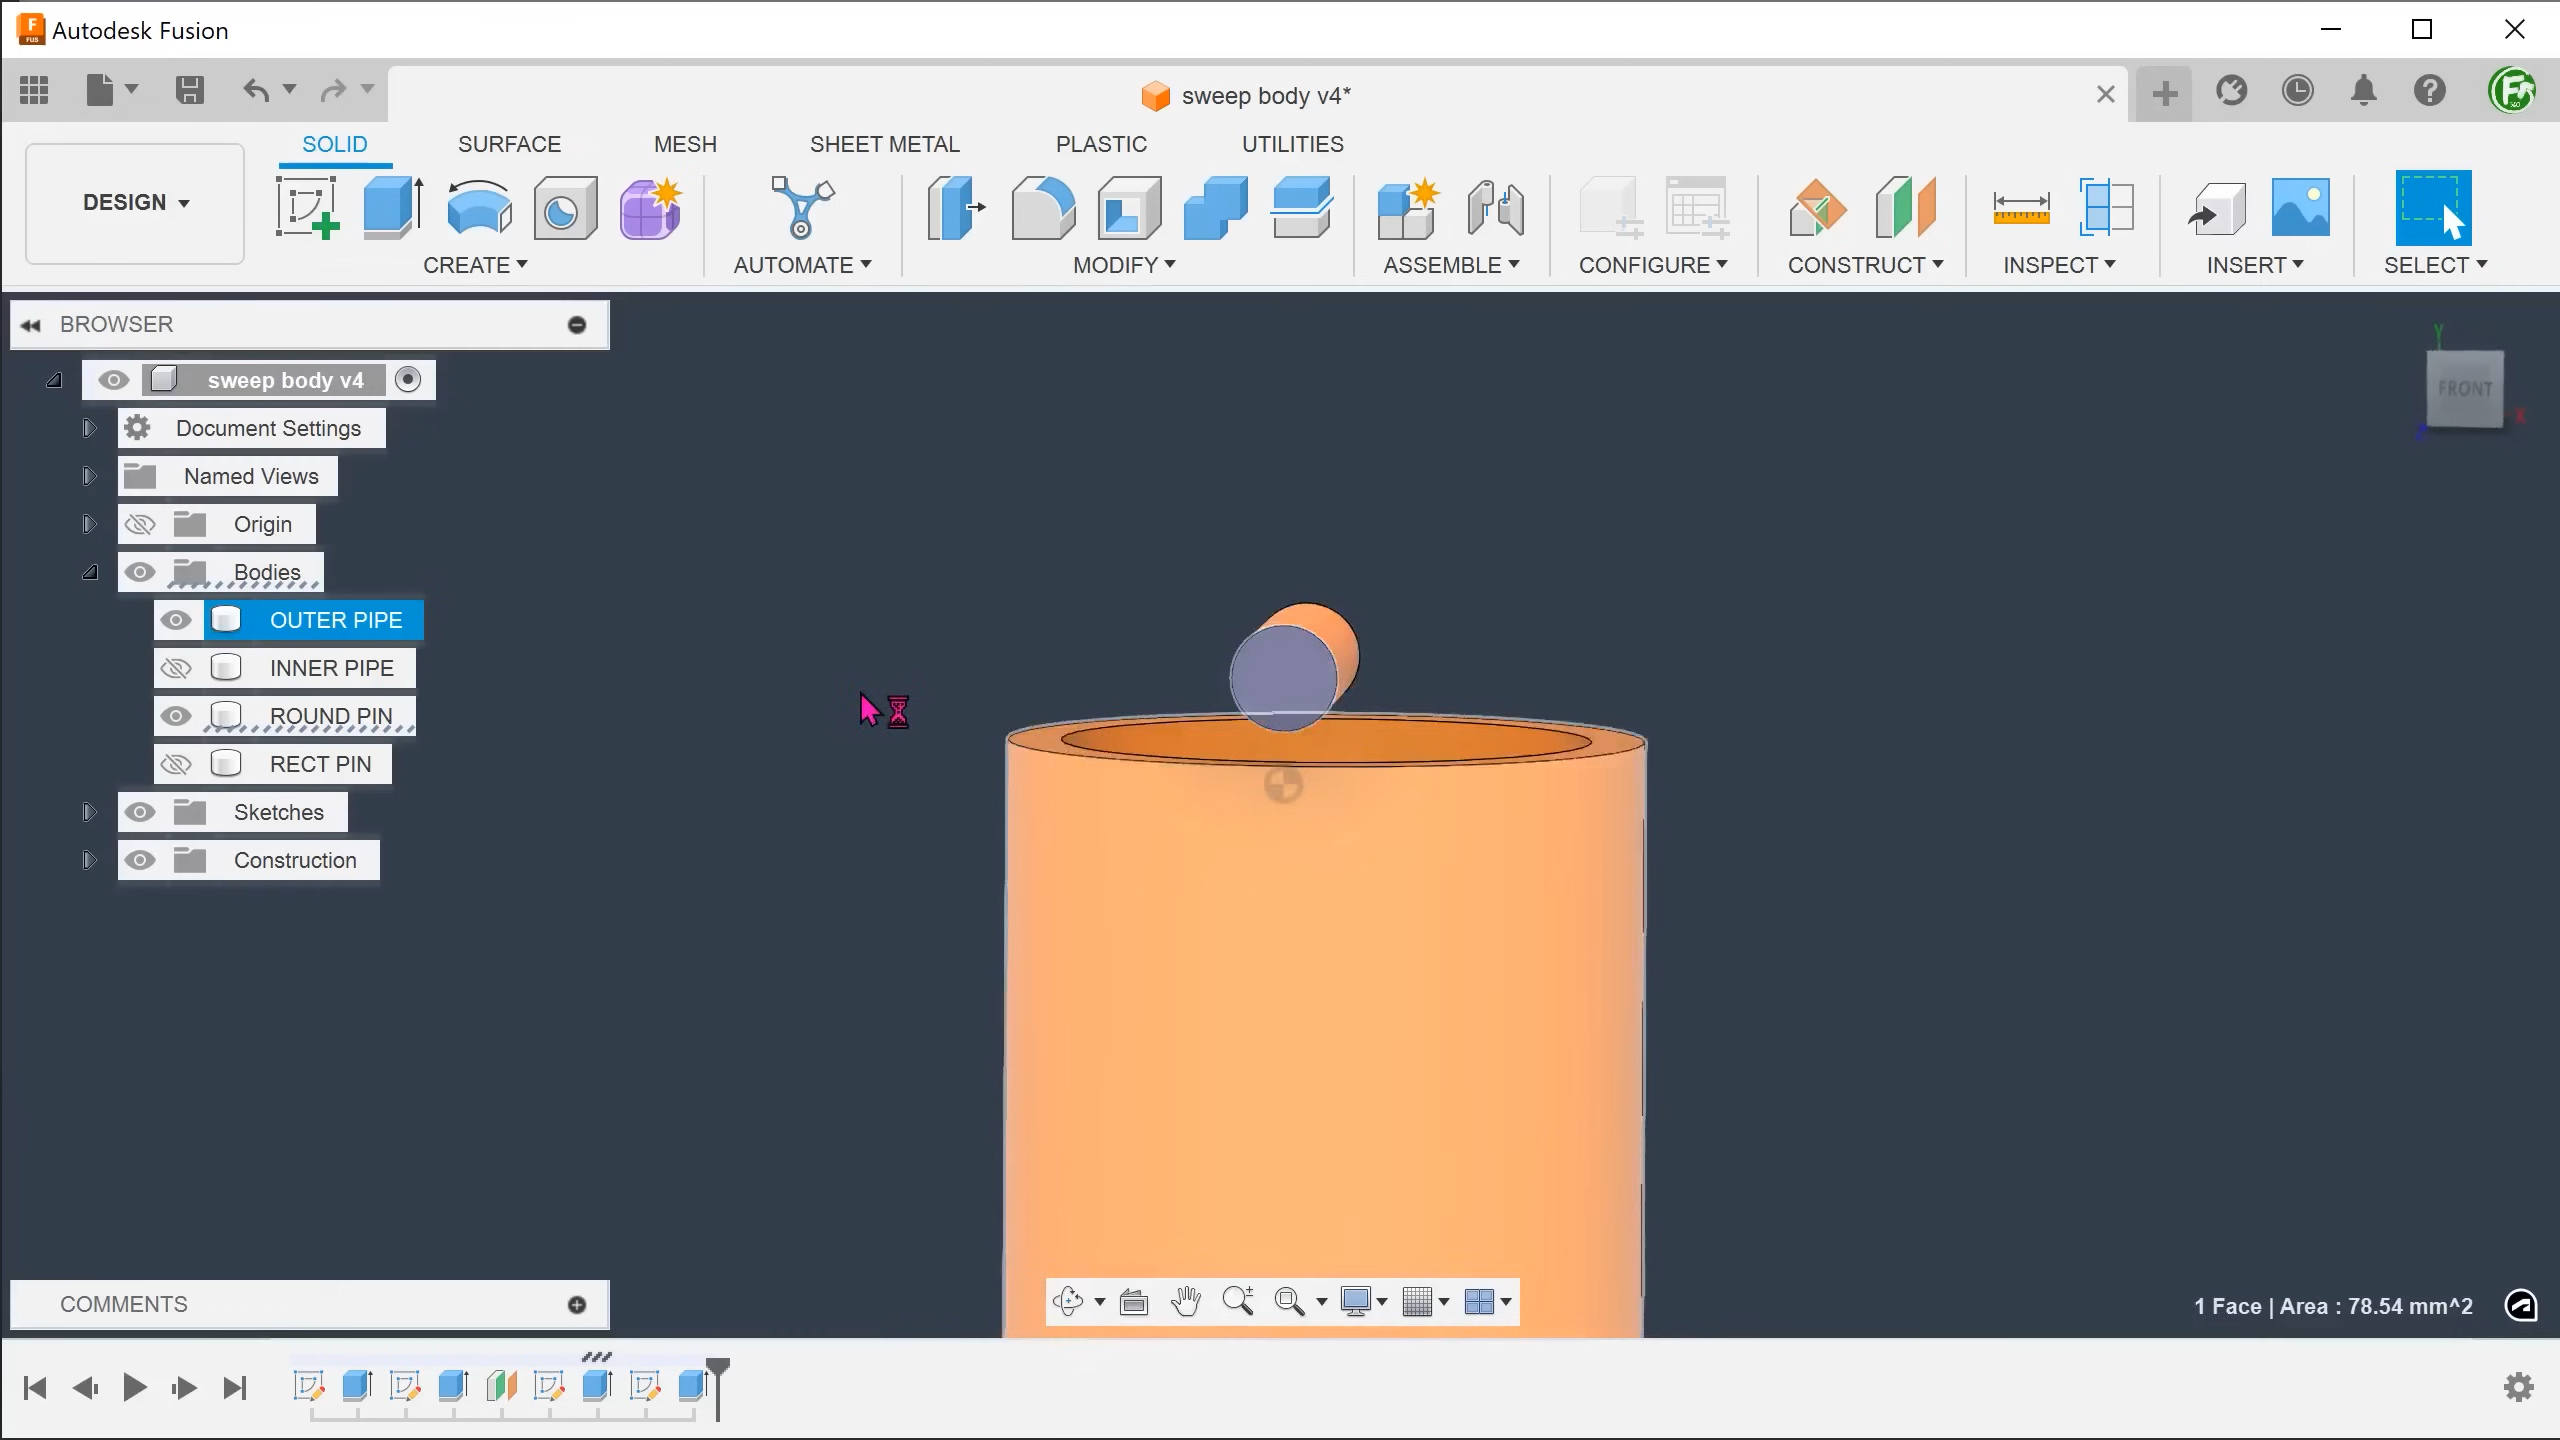 Autodesk Fusion
sweep body v4*
SOLID SURFACE MESH SHEET METAL PLASTIC UTILITIES
DESIGN
CREATE AUTOMATE MODIFY ASSEMBLE CONFIGURE CONSTRUCT INSPECT INSERT SELECT
BROWSER
sweep body v4
Document Settings
Named Views
Origin
Bodies
OUTER PIPE
INNER PIPE
ROUND PIN
RECT PIN
Sketches
Construction
Y
FRONT
X
Z
COMMENTS
1 Face | Area : 78.54 mm^2